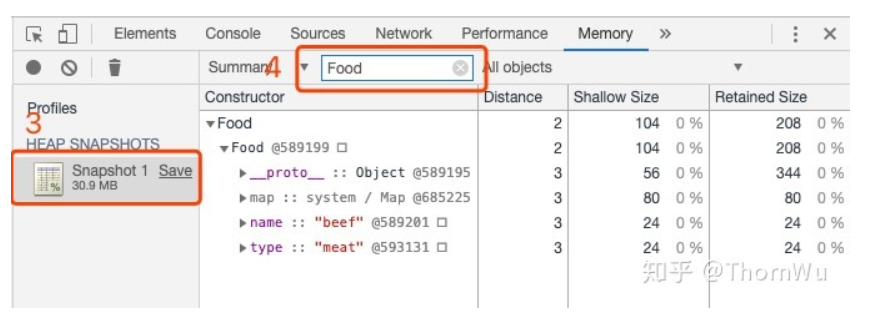 Elements Console Sources Network Performance Memory »
Summary ▼ Food All objects ▼
4
Profiles
3
HEAP SNAPSHOTS
Snapshot 1 Save
30.9 MB
Constructor Distance Shallow Size Retained Size
▼Food 2 104 0 % 208 0 %
▼Food @589199 □ 2 104 0 % 208 0 %
▶__proto__ :: Object @589195 3 56 0 % 344 0 %
▶map :: system / Map @685225 3 80 0 % 80 0 %
▶name :: "beef" @589201 □ 3 24 0 % 24 0 %
▶type :: "meat" @593131 □ 3 24 0 % 24 0 %
知乎 @ThornWu